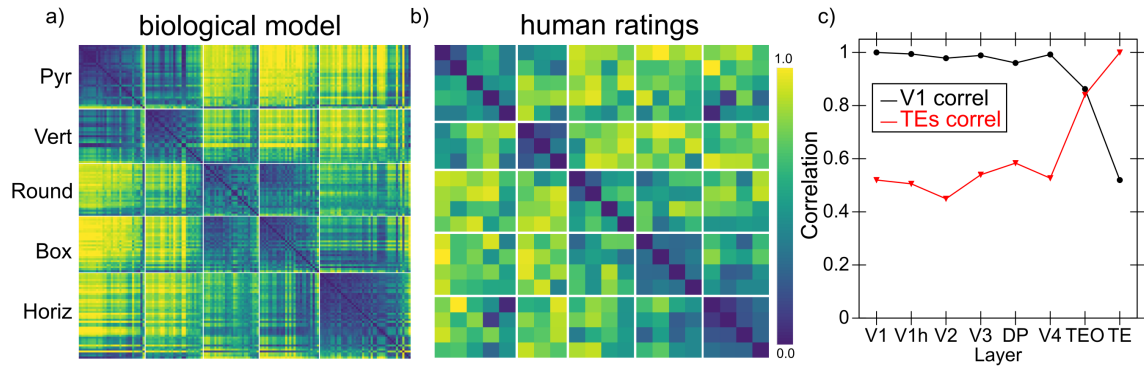 a)
biological model
Pyr
Vert
Round
Box
Horiz
b)
human ratings
1.0
0.0
c)
1
0.8
0.6
0.4
0.2
0
Correlation
V1 correl
TEs correl
V1 V1h V2 V3 DP V4 TEO TE
Layer